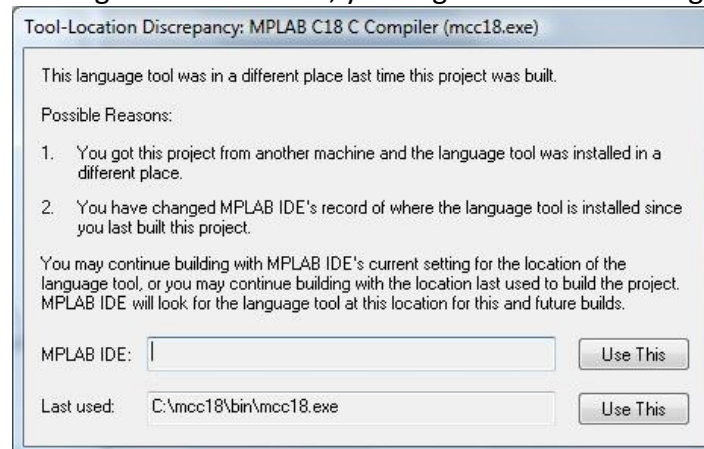 Tool-Location Discrepancy: MPLAB C18 C Compiler (mcc18.exe)
This language tool was in a different place last time this project was built.
Possible Reasons:
1. You got this project from another machine and the language tool was installed in a
different place.
2. You have changed MPLAB IDE's record of where the language tool is installed since
you last built this project.
You may continue building with MPLAB IDE's current setting for the location of the
language tool, or you may continue building with the location last used to build the project.
MPLAB IDE will look for the language tool at this location for this and future builds.
MPLAB IDE: Use This
Last used: C:\mcc18\bin\mcc18.exe Use This